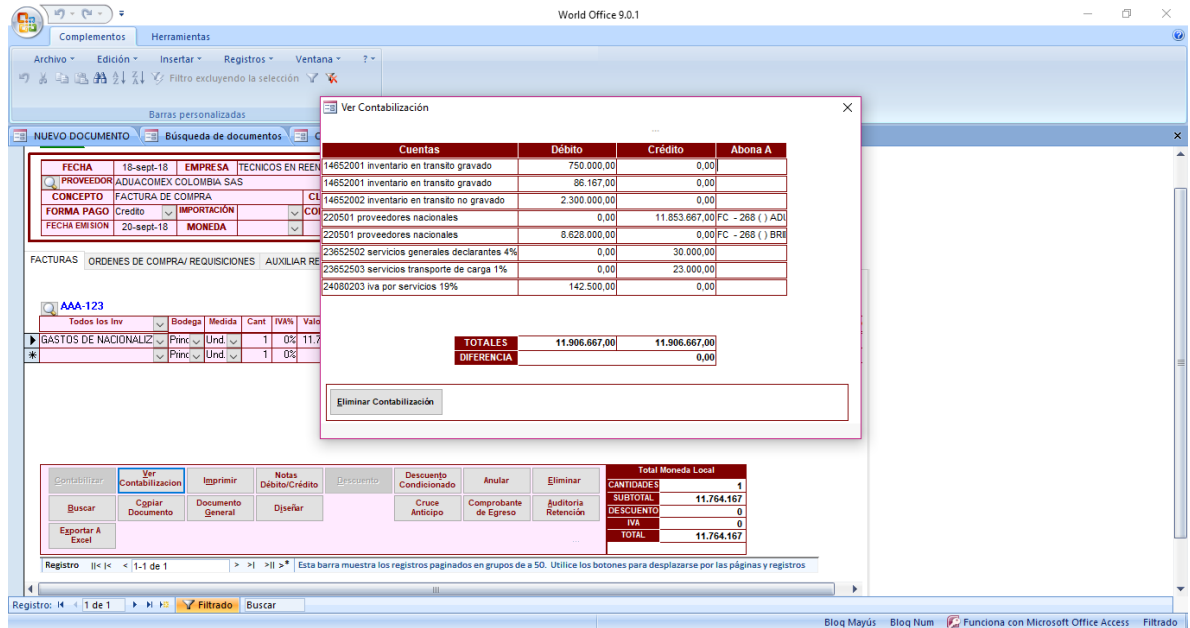 World Office 9.0.1
Complementos Herramientas
Archivo Edición Insertar Registros Ventana ?
Filtro excluyendo la selección
Barras personalizadas
NUEVO DOCUMENTO Búsqueda de documentos
FECHA 18-sept-18 EMPRESA TECNICOS EN REEN
PROVEEDOR ADUACOMEX COLOMBIA SAS
CONCEPTO FACTURA DE COMPRA CL
FORMA PAGO Credito IMPORTACIÓN CO
FECHA EMISION 20-sept-18 MONEDA
FACTURAS ORDENES DE COMPRA/ REQUISICIONES AUXILIAR RE
AAA-123
Todos los Inv Bodega Medida Cant IVA% Valo
GASTOS DE NACIONALIZ Princ Und. 1 0% 11.7
Princ Und. 1 0%
Ver Contabilización
...
Cuentas Débito Crédito Abona A
14652001 inventario en transito gravado 750.000,00 0,00
14652001 inventario en transito gravado 86.167,00 0,00
14652002 inventario en transito no gravado 2.300.000,00 0,00
220501 proveedores nacionales 0,00 11.853.667,00 FC - 268 ( ) ADU
220501 proveedores nacionales 8.628.000,00 0,00 FC - 268 ( ) BRI
23652502 servicios generales declarantes 4% 0,00 30.000,00
23652503 servicios transporte de carga 1% 0,00 23.000,00
24080203 iva por servicios 19% 142.500,00 0,00
TOTALES 11.906.667,00 11.906.667,00
DIFERENCIA 0,00
Eliminar Contabilización
Contabilizar Ver Contabilizacion Imprimir Notas Débito/Crédito Descuento Descuento Condicionado Anular Eliminar
Buscar Copiar Documento Documento General Diseñar Cruce Anticipo Comprobante de Egreso Auditoria Retención
Exportar A Excel
Total Moneda Local
CANTIDADES 1
SUBTOTAL 11.764.167
DESCUENTO 0
IVA 0
TOTAL 11.764.167
Registro ||< |< < 1-1 de 1 > >| >|| >* Esta barra muestra los registros paginados en grupos de a 50. Utilice los botones para desplazarse por las páginas y registros
Registro: 1 de 1 Filtrado Buscar
Bloq Mayús Bloq Num Funciona con Microsoft Office Access Filtrado